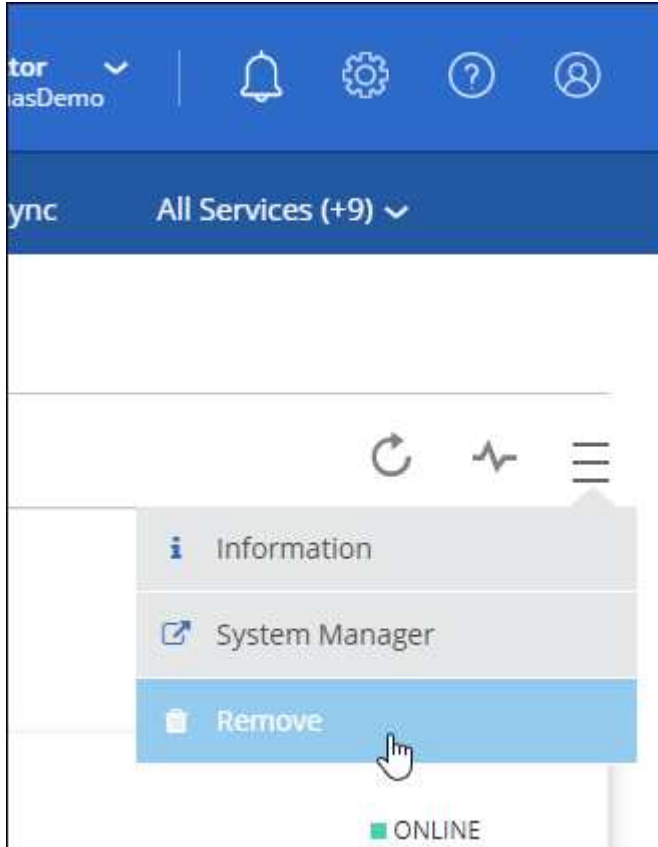 tor
asDemo
ync
All Services (+9)
Information
System Manager
Remove
ONLINE